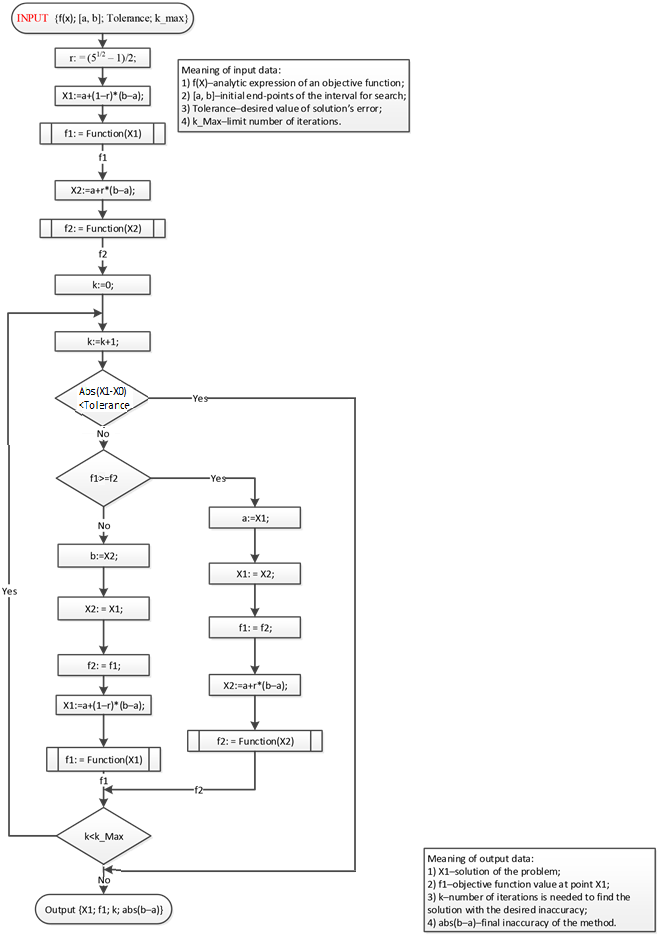 INPUT {f(x); [a, b]; Tolerance; k_max}
r: = (5^1/2 – 1)/2;
X1:=a+(1–r)*(b–a);
f1: = Function(X1)
f1
X2:=a+r*(b–a);
f2: = Function(X2)
f2
k:=0;
k:=k+1;
Abs(X1-X0)
<Tolerance
Yes
No
f1>=f2
Yes
No
a:=X1;
X1: = X2;
f1: = f2;
X2:=a+r*(b–a);
f2: = Function(X2)
f2
b:=X2;
X2: = X1;
f2: = f1;
X1:=a+(1–r)*(b–a);
f1: = Function(X1)
f1
k<k_Max
Yes
No
Output {X1; f1; k; abs(b–a)}
Meaning of input data:
1) f(X)–analytic expression of an objective function;
2) [a, b]–initial end-points of the interval for search;
3) Tolerance–desired value of solution's error;
4) k_Max–limit number of iterations.
Meaning of output data:
1) X1–solution of the problem;
2) f1–objective function value at point X1;
3) k–number of iterations is needed to find the
solution with the desired inaccuracy;
4) abs(b–a)–final inaccuracy of the method.